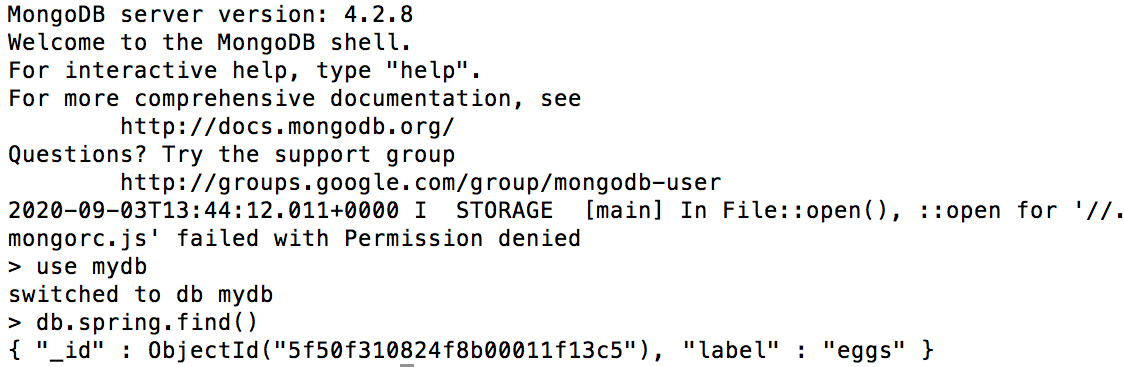 MongoDB server version: 4.2.8
Welcome to the MongoDB shell.
For interactive help, type "help".
For more comprehensive documentation, see
        http://docs.mongodb.org/
Questions? Try the support group
        http://groups.google.com/group/mongodb-user
2020-09-03T13:44:12.011+0000 I  STORAGE  [main] In File::open(), ::open for '//.
mongorc.js' failed with Permission denied
> use mydb
switched to db mydb
> db.spring.find()
{ "_id" : ObjectId("5f50f310824f8b00011f13c5"), "label" : "eggs" }